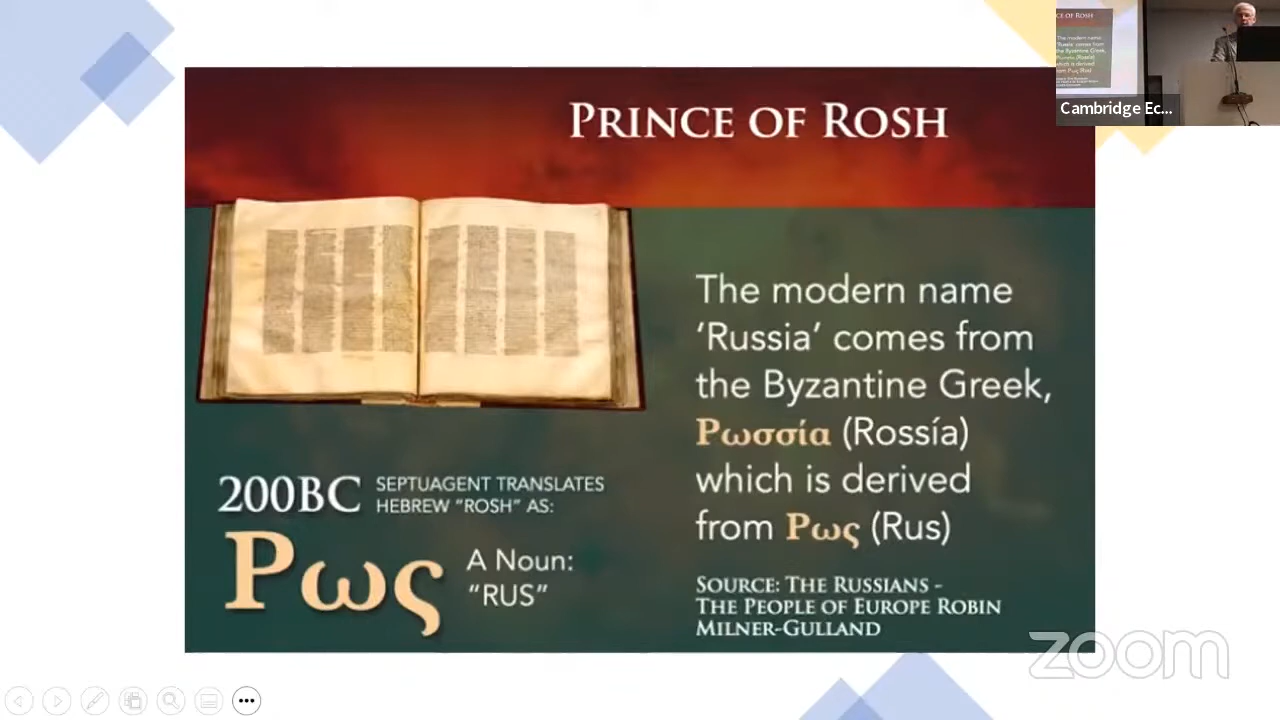 PRINCE OF ROSH
The modern name
‘Russia’ comes from
the Byzantine Greek,
Ρωσσία (Rossía)
which is derived
from Ρως (Rus)
SOURCE: THE RUSSIANS -
THE PEOPLE OF EUROPE ROBIN
MILNER-GULLAND
200BC
SEPTUAGENT TRANSLATES
HEBREW “ROSH” AS:
Ρως
A Noun:
“RUS”
Cambridge Ec...
zoom